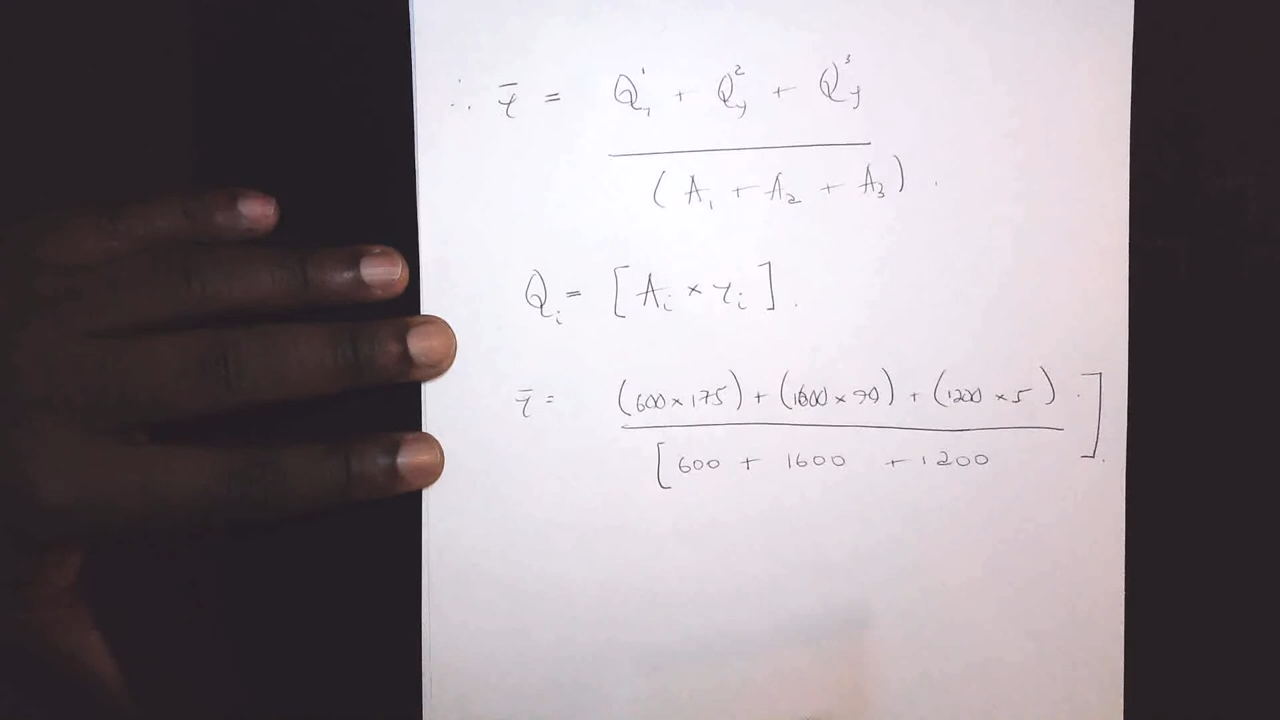 ∴ ȳ = Q¹y + Q²y + Q³y
(A₁ + A₂ + A₃).
Qᵢ = [Aᵢ × yᵢ].
ȳ = (600 × 175) + (1600 × 90) + (1200 × 5) .]
[600 + 1600 + 1200